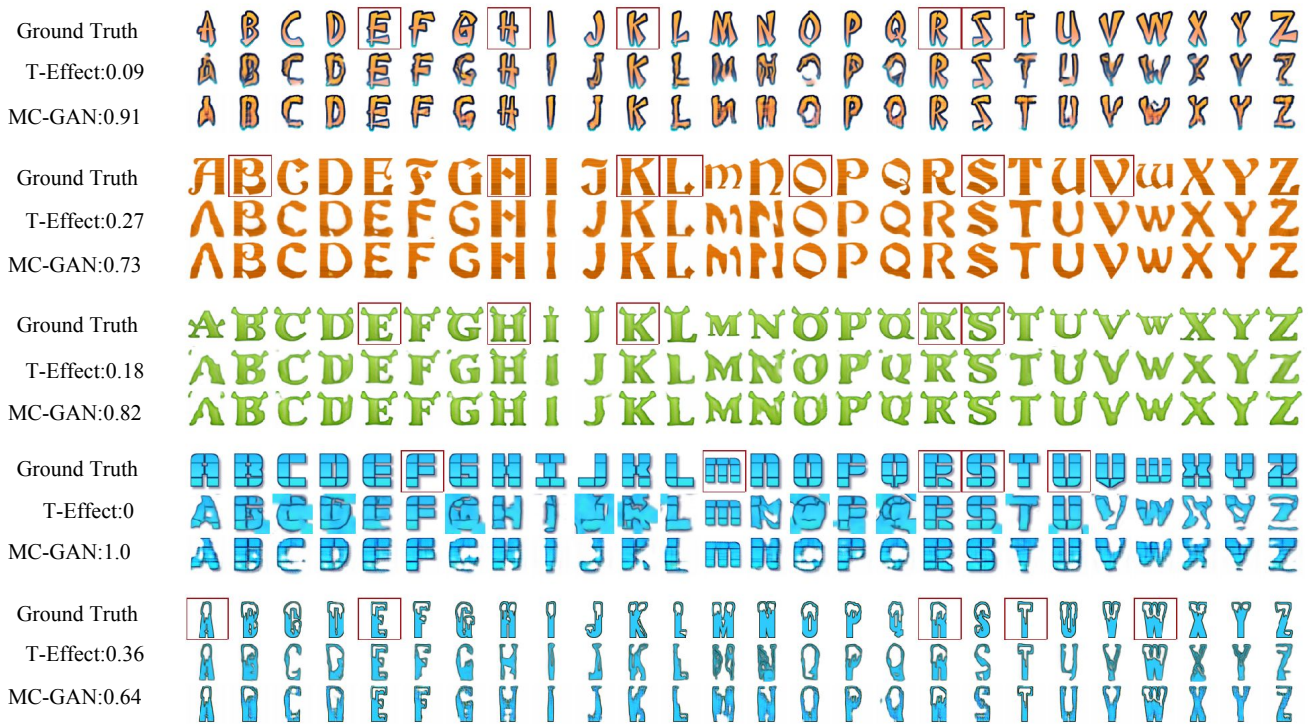 Ground Truth A B C D E F G H I J K L M N O P Q R S T U V W X Y Z
T-Effect:0.09 A B C D E F G H I J K L M N O P Q R S T U V W X Y Z
MC-GAN:0.91 A B C D E F G H I J K L M N O P Q R S T U V W X Y Z
Ground Truth A B C D E F G H I J K L m n O P Q R S T U V w X Y Z
T-Effect:0.27 A B C D E F G H I J K L M N O P Q R S T U V W X Y Z
MC-GAN:0.73 A B C D E F G H I J K L M N O P Q R S T U V W X Y Z
Ground Truth A B C D E F G H I J K L M N O P Q R S T U V W X Y Z
T-Effect:0.18 A B C D E F G H I J K L M N O P Q R S T U V W X Y Z
MC-GAN:0.82 A B C D E F G H I J K L M N O P Q R S T U V W X Y Z
Ground Truth A B C D E F G H I J K L m n O P Q R S T U V W X Y Z
T-Effect:0 A B C D E F G H I J K L m N O P Q R S T U V W X Y Z
MC-GAN:1.0 A B C D E F G H I J K L m N O P Q R S T U V W X Y Z
Ground Truth A B C D E F G H I J K L M N O P Q R S T U V W X Y Z
T-Effect:0.36 A B C D E F G H I J K L M N O P Q R S T U V W X Y Z
MC-GAN:0.64 A B C D E F G H I J K L M N O P Q R S T U V W X Y Z